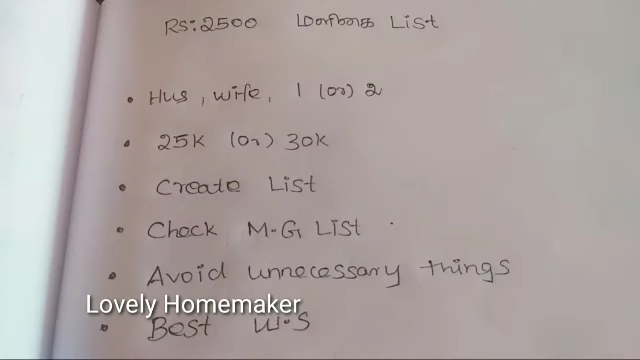 Rs:2500 மளிகை List
• Hus, wife, 1 (or) 2
• 25K (or) 30K
• Create List
• Check M-G List
• Avoid unnecessary things
Lovely Homemaker
• Best W.S